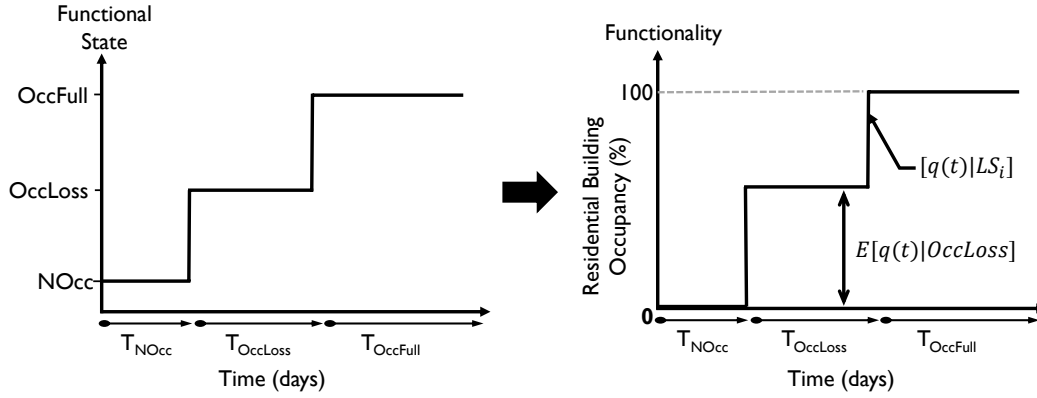 Functional
State
OccFull
OccLoss
NOcc
T_NOcc
T_OccLoss
T_OccFull
Time (days)
Functionality
Residential Building
Occupancy (%)
100
0
[q(t)|LS_i]
E[q(t)|OccLoss]
T_NOcc
T_OccLoss
T_OccFull
Time (days)